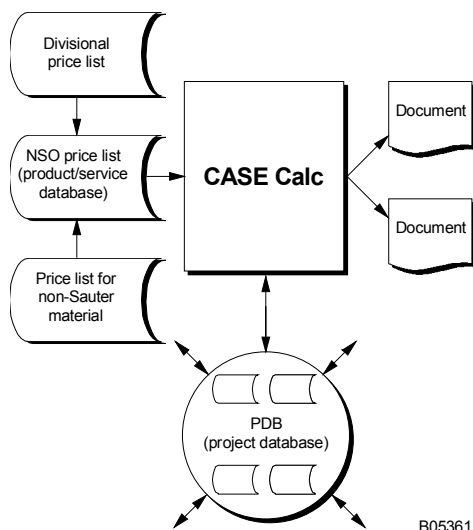 Divisional
price list
NSO price list
(product/service
database)
Price list for
non-Sauter
material
CASE Calc
Document
Document
PDB
(project database)
B05361